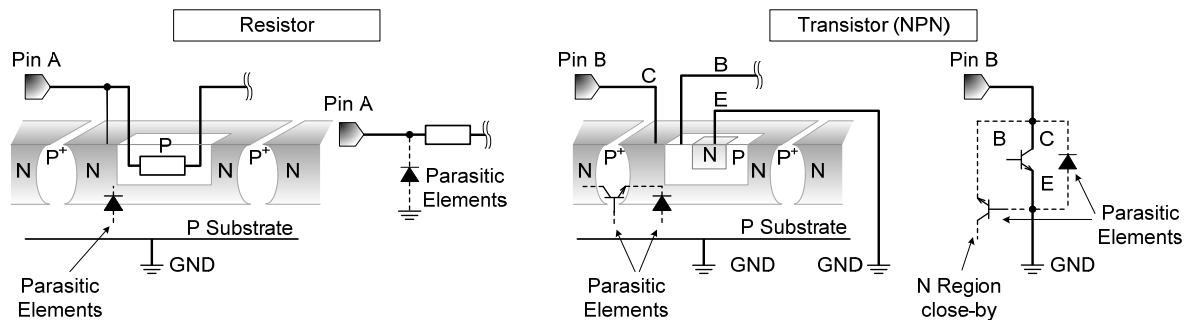 Resistor
Pin A
N
P⁺
N
P
N
P⁺
N
P Substrate
GND
Parasitic
Elements
Pin A
Parasitic
Elements
Transistor (NPN)
Pin B
C
B
E
N
P⁺
N
N
P
N
P⁺
N
P Substrate
GND
GND
Parasitic
Elements
Pin B
B
C
E
Parasitic
Elements
GND
N Region
close-by